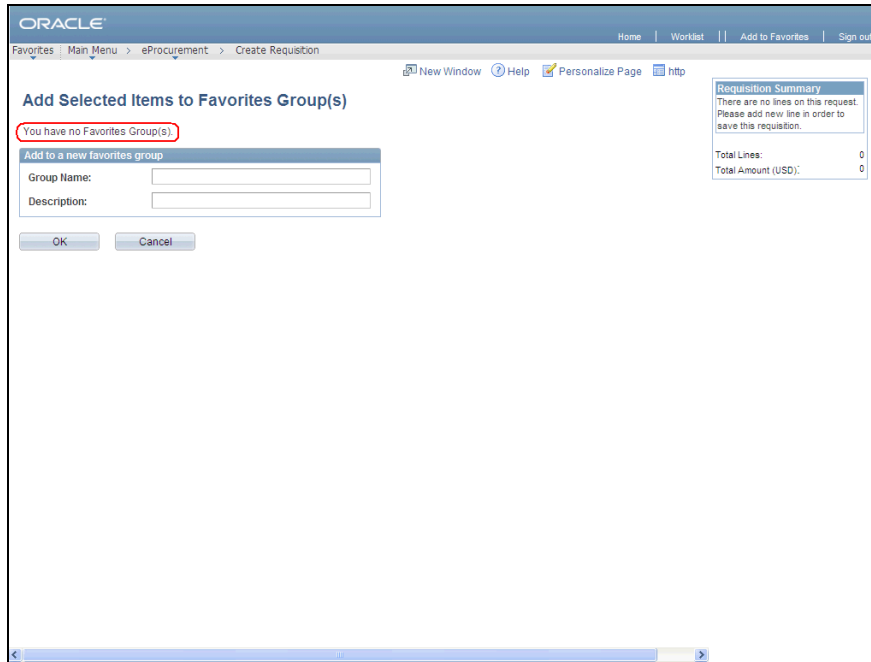 ORACLE
Home | Worklist || Add to Favorites | Sign out
Favorites | Main Menu > eProcurement > Create Requisition
New Window Help Personalize Page http
Add Selected Items to Favorites Group(s)
You have no Favorites Group(s).
Add to a new favorites group
Group Name:
Description:
OK Cancel
Requisition Summary
There are no lines on this request.
Please add new line in order to
save this requisition.
Total Lines: 0
Total Amount (USD): 0